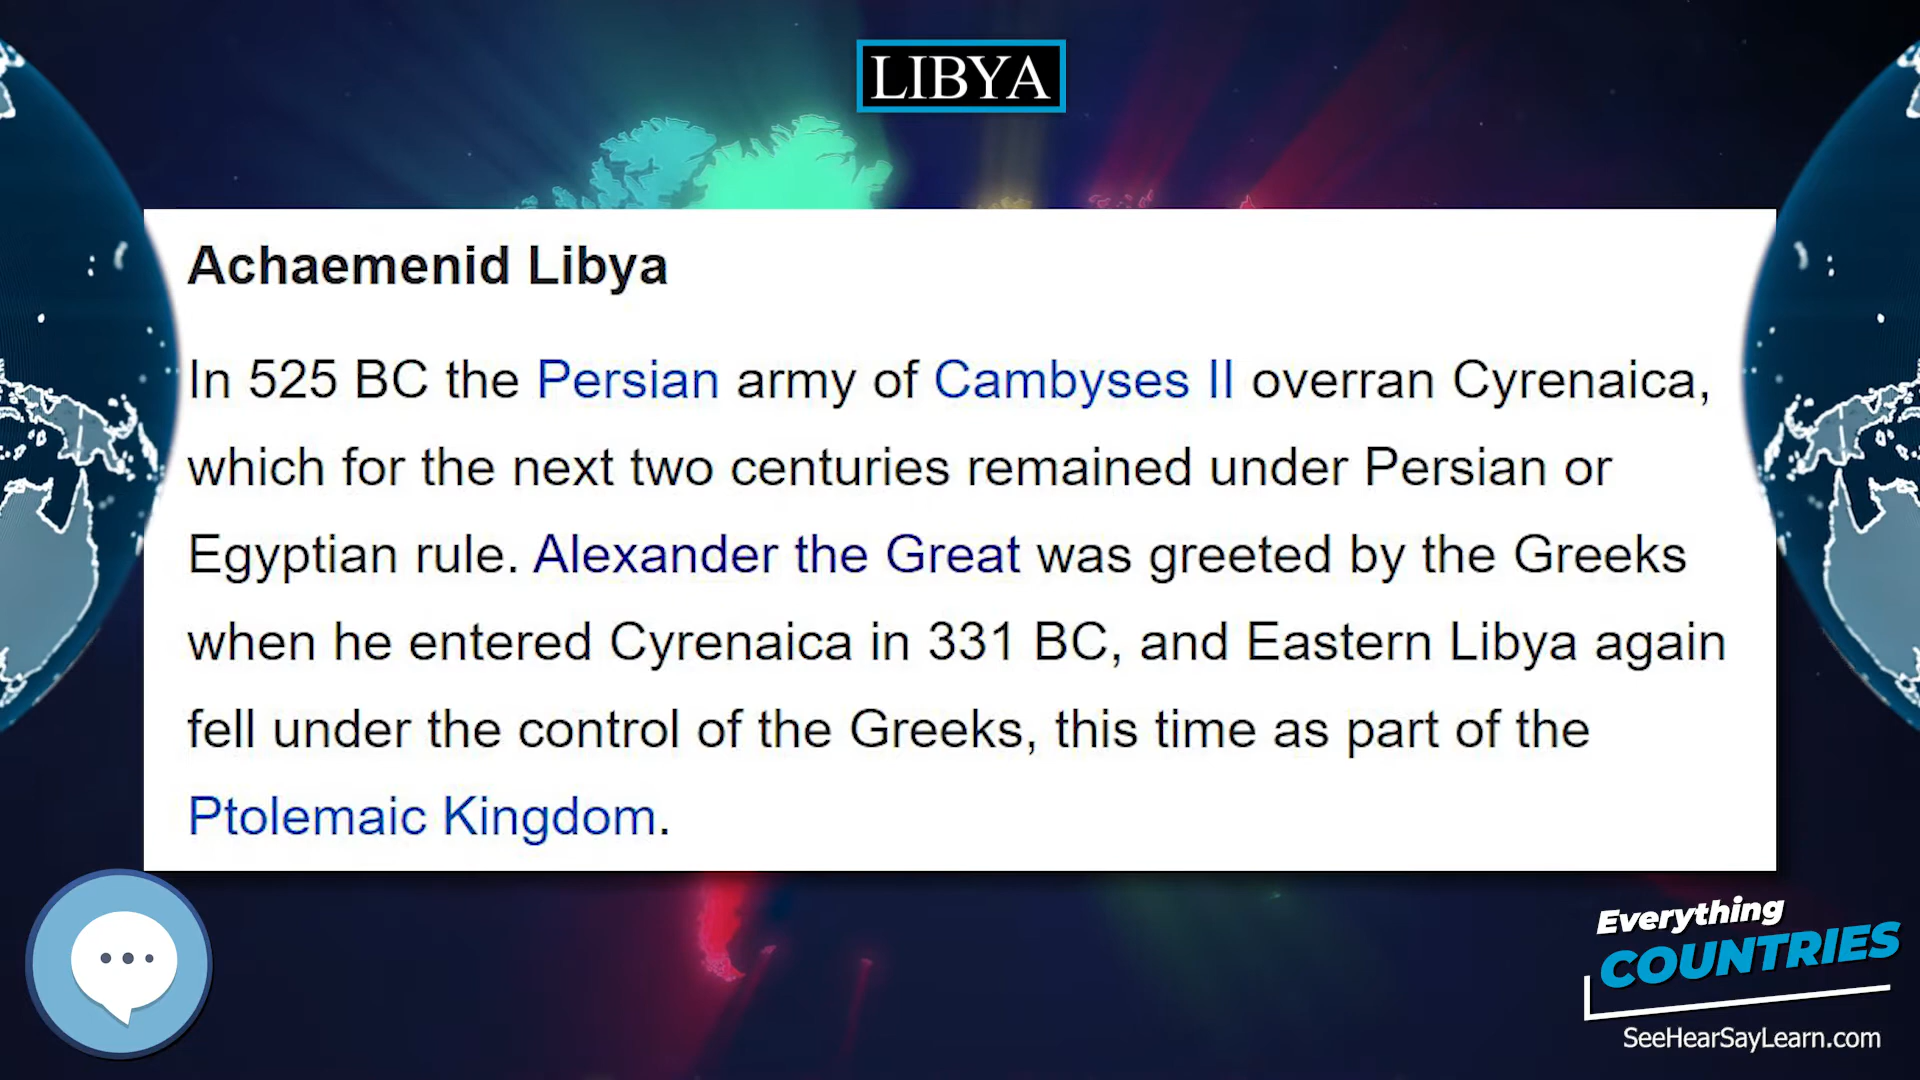 LIBYA
Achaemenid Libya
In 525 BC the Persian army of Cambyses II overran Cyrenaica,
which for the next two centuries remained under Persian or
Egyptian rule. Alexander the Great was greeted by the Greeks
when he entered Cyrenaica in 331 BC, and Eastern Libya again
fell under the control of the Greeks, this time as part of the
Ptolemaic Kingdom.
Everything
COUNTRIES
SeeHearSayLearn.com